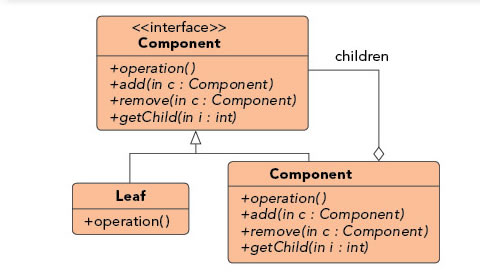 <<interface>>
Component
+operation()
+add(in c : Component)
+remove(in c : Component)
+getChild(in i : int)
children
Leaf
+operation()
Component
+operation()
+add(in c : Component)
+remove(in c : Component)
+getChild(in i : int)